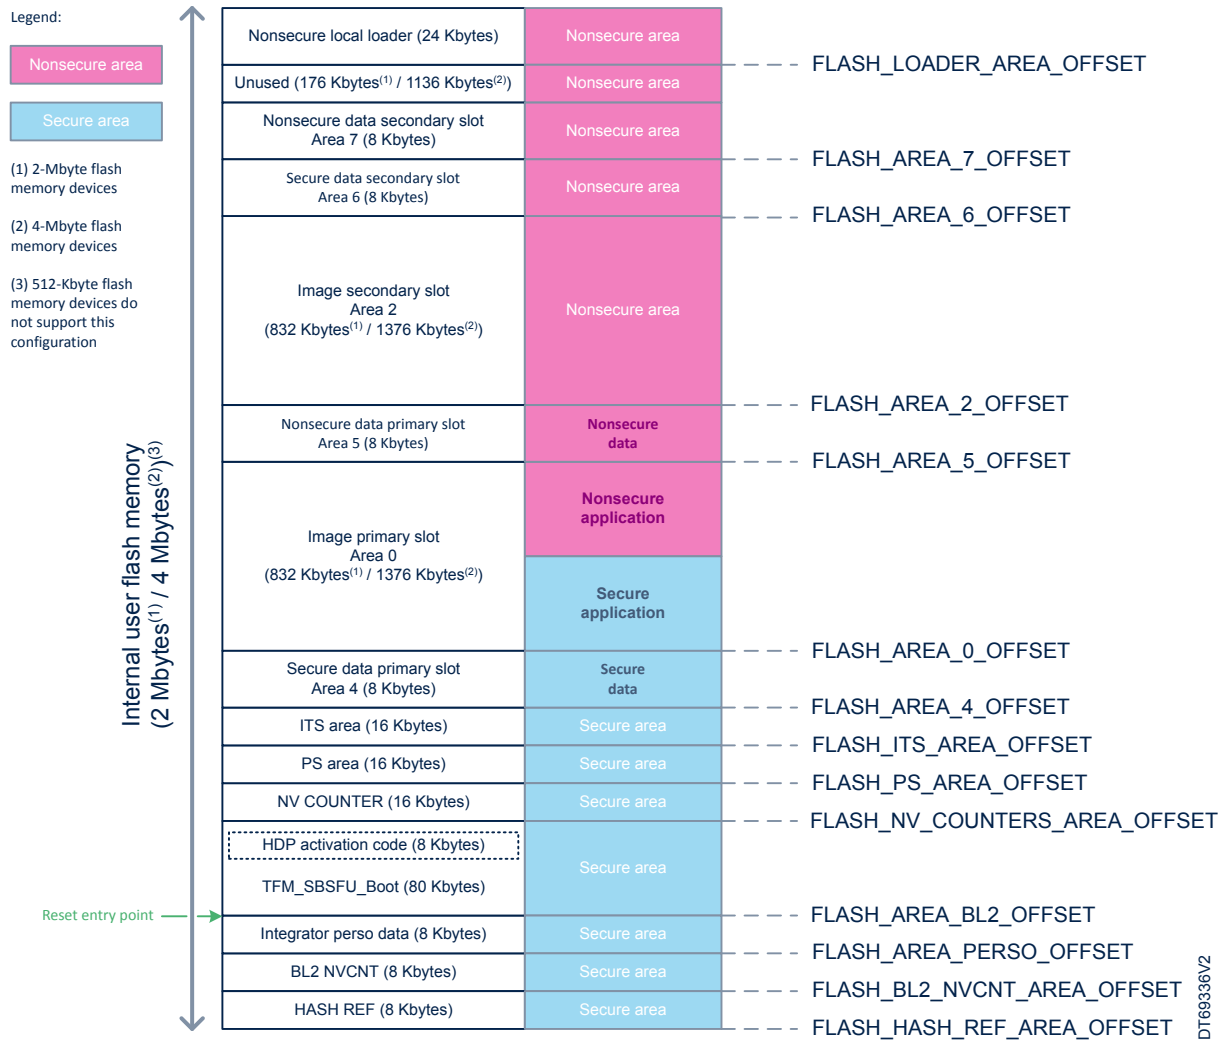 Legend:
Nonsecure area
Secure area
(1) 2-Mbyte flash
memory devices
(2) 4-Mbyte flash
memory devices
(3) 512-Kbyte flash
memory devices do
not support this
configuration
Internal user flash memory
(2 Mbytes(1) / 4 Mbytes(2))(3)
Reset entry point
Nonsecure local loader (24 Kbytes)
Nonsecure area
FLASH_LOADER_AREA_OFFSET
Unused (176 Kbytes(1) / 1136 Kbytes(2))
Nonsecure area
Nonsecure data secondary slot
Area 7 (8 Kbytes)
Nonsecure area
FLASH_AREA_7_OFFSET
Secure data secondary slot
Area 6 (8 Kbytes)
Nonsecure area
FLASH_AREA_6_OFFSET
Image secondary slot
Area 2
(832 Kbytes(1) / 1376 Kbytes(2))
Nonsecure area
FLASH_AREA_2_OFFSET
Nonsecure data primary slot
Area 5 (8 Kbytes)
Nonsecure
data
FLASH_AREA_5_OFFSET
Image primary slot
Area 0
(832 Kbytes(1) / 1376 Kbytes(2))
Nonsecure
application
Secure
application
FLASH_AREA_0_OFFSET
Secure data primary slot
Area 4 (8 Kbytes)
Secure
data
FLASH_AREA_4_OFFSET
ITS area (16 Kbytes)
Secure area
FLASH_ITS_AREA_OFFSET
PS area (16 Kbytes)
Secure area
FLASH_PS_AREA_OFFSET
NV COUNTER (16 Kbytes)
Secure area
FLASH_NV_COUNTERS_AREA_OFFSET
HDP activation code (8 Kbytes)
TFM_SBSFU_Boot (80 Kbytes)
Secure area
FLASH_AREA_BL2_OFFSET
Integrator perso data (8 Kbytes)
Secure area
FLASH_AREA_PERSO_OFFSET
BL2 NVCNT (8 Kbytes)
Secure area
FLASH_BL2_NVCNT_AREA_OFFSET
HASH REF (8 Kbytes)
Secure area
FLASH_HASH_REF_AREA_OFFSET
DT69336V2